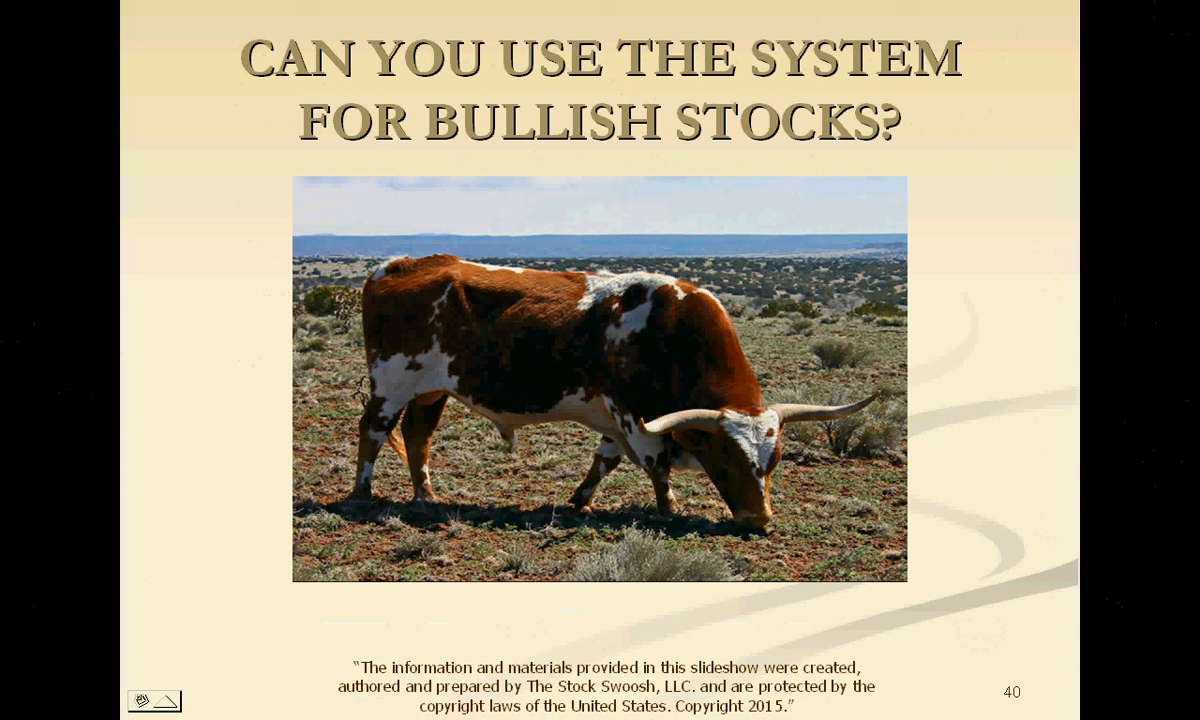 CAN YOU USE THE SYSTEM
FOR BULLISH STOCKS?
“The information and materials provided in this slideshow were created,
authored and prepared by The Stock Swoosh, LLC. and are protected by the
copyright laws of the United States. Copyright 2015.”
40